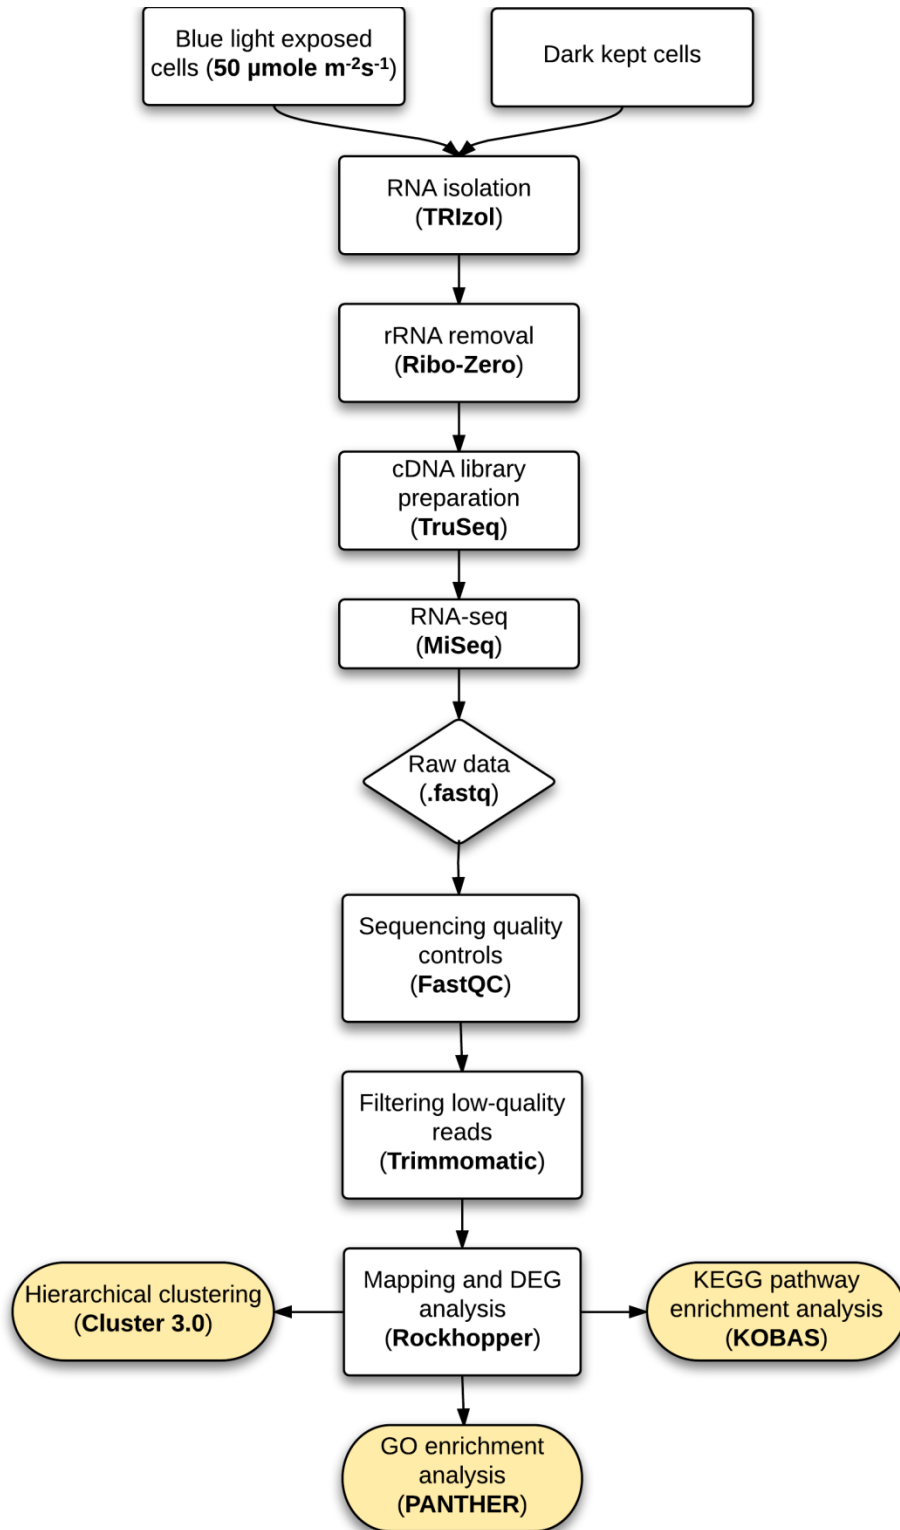 Blue light exposed
cells (50 µmole m⁻²s⁻¹)
Dark kept cells
RNA isolation
(TRIzol)
rRNA removal
(Ribo-Zero)
cDNA library
preparation
(TruSeq)
RNA-seq
(MiSeq)
Raw data
(.fastq)
Sequencing quality
controls
(FastQC)
Filtering low-quality
reads
(Trimmomatic)
Hierarchical clustering
(Cluster 3.0)
Mapping and DEG
analysis
(Rockhopper)
KEGG pathway
enrichment analysis
(KOBAS)
GO enrichment
analysis
(PANTHER)